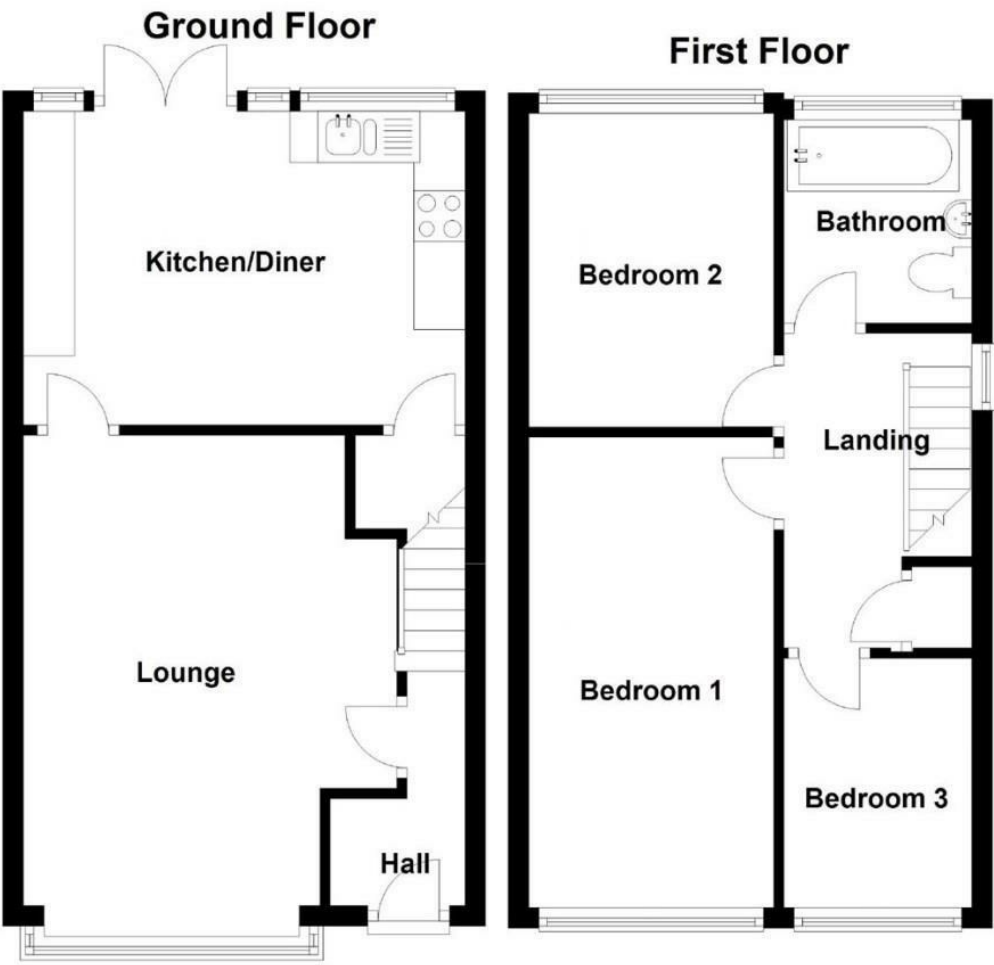 Ground Floor
Kitchen/Diner
Lounge
Hall
First Floor
Bedroom 2
Bathroom
Landing
Bedroom 1
Bedroom 3